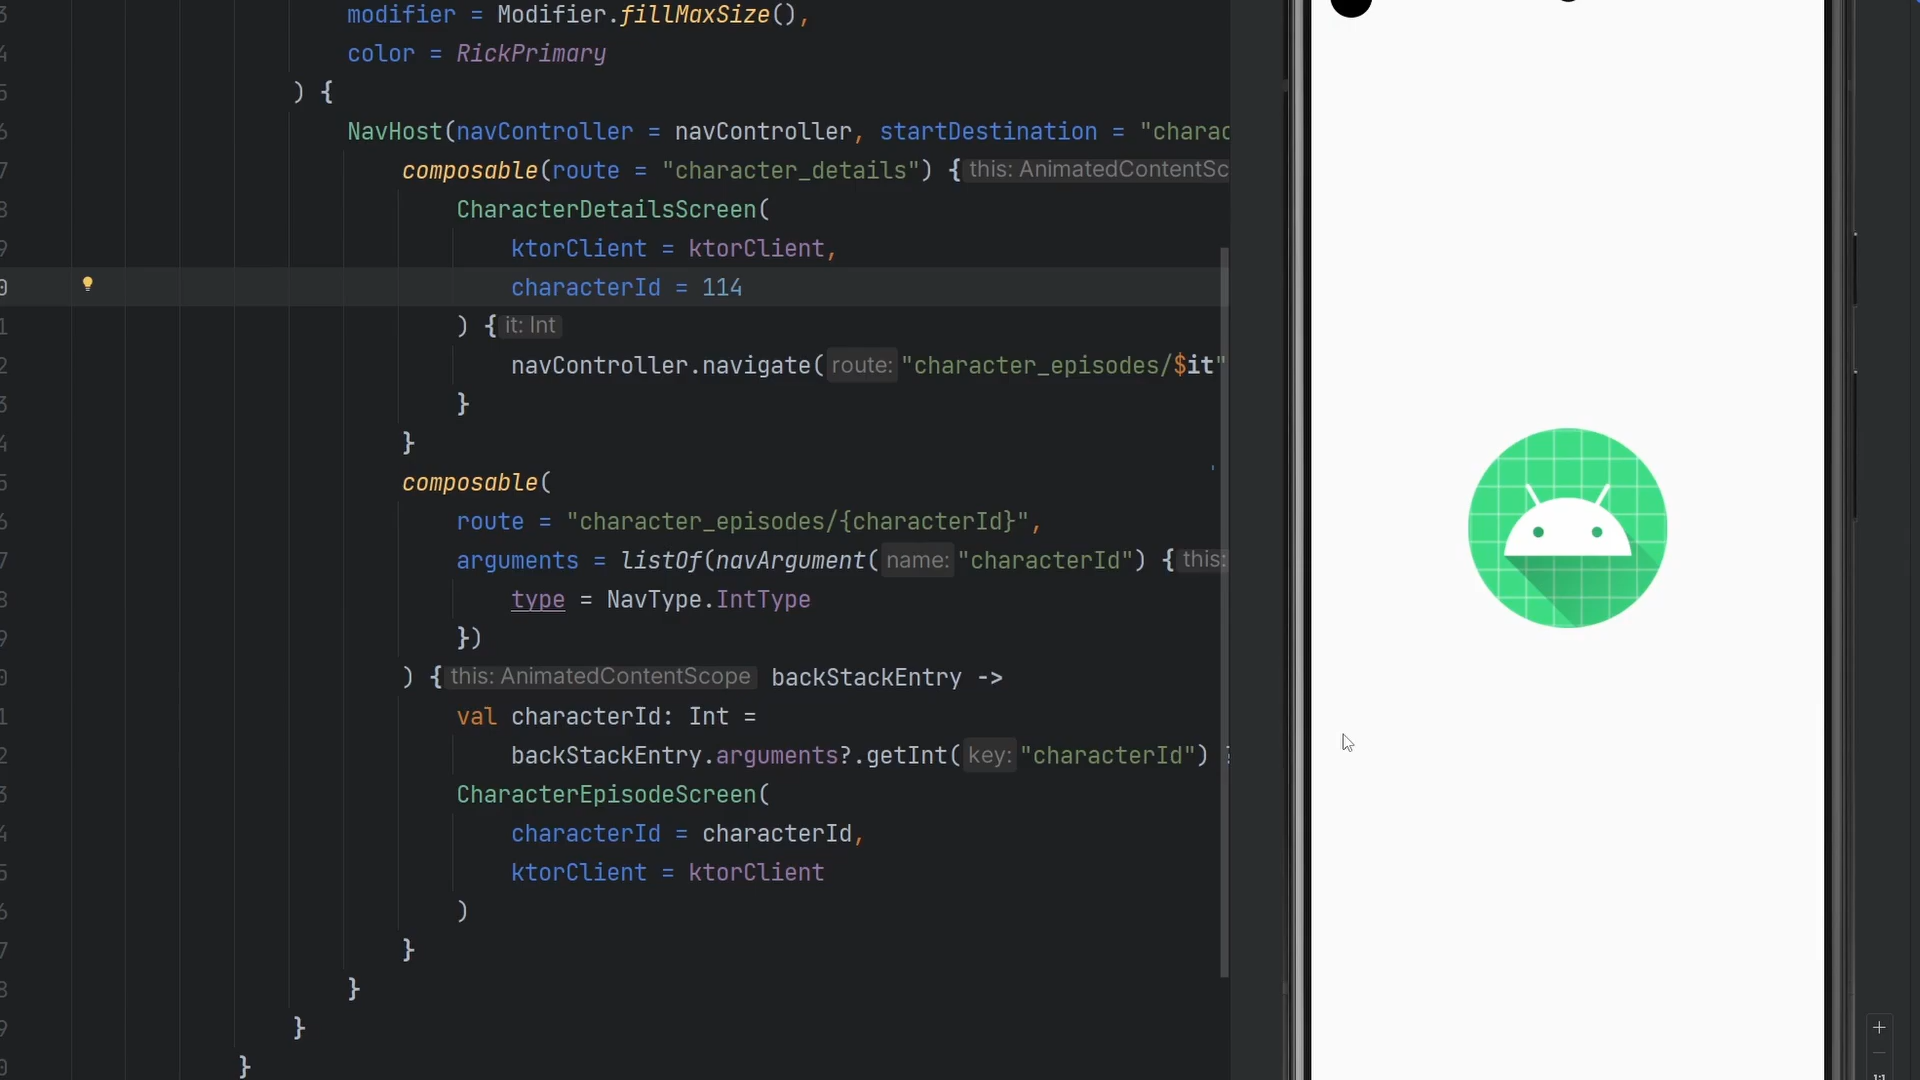 modifier = Modifier.fillMaxSize(),
color = RickPrimary
) {
NavHost(navController = navController, startDestination = "charac
composable(route = "character_details") { this: AnimatedContentSc
CharacterDetailsScreen(
ktorClient = ktorClient,
characterId = 114
) { it: Int
navController.navigate( route: "character_episodes/$it"
}
}
composable(
route = "character_episodes/{characterId}",
arguments = listOf(navArgument( name: "characterId") { this:
type = NavType.IntType
})
) { this: AnimatedContentScope backStackEntry ->
val characterId: Int =
backStackEntry.arguments?.getInt( key: "characterId")
CharacterEpisodeScreen(
characterId = characterId,
ktorClient = ktorClient
)
}
}
}
}